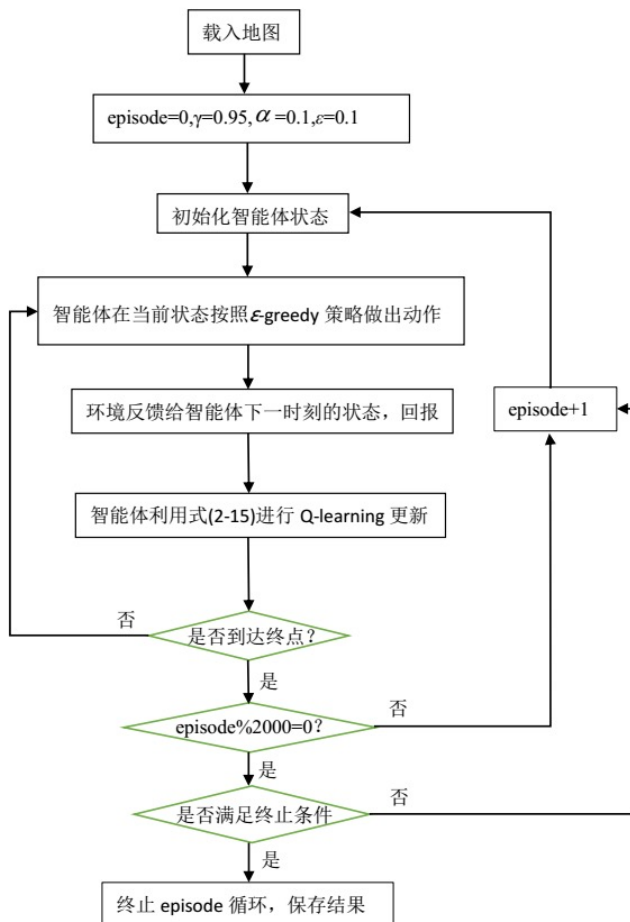 载入地图
episode=0,γ=0.95,α=0.1,ε=0.1
初始化智能体状态
智能体在当前状态按照ε-greedy 策略做出动作
环境反馈给智能体下一时刻的状态，回报
episode+1
智能体利用式(2-15)进行 Q-learning 更新
否
是否到达终点？
是
episode%2000=0？
否
是
是否满足终止条件
否
是
终止 episode 循环，保存结果